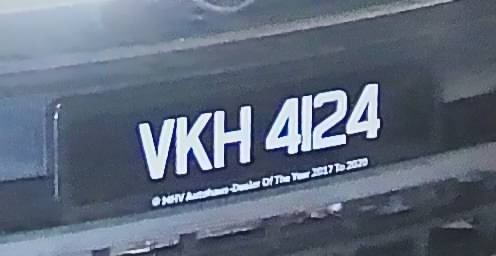 VKH 4124
® MHV Autohaus-Dealer Of The Year 2017 To 2020